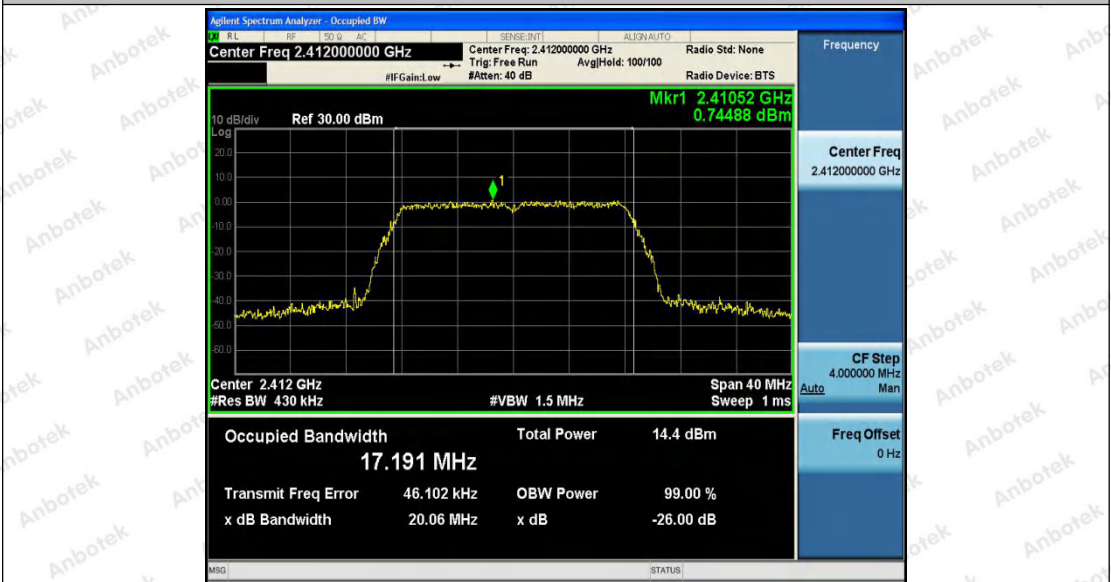 Agilent Spectrum Analyzer - Occupied BW
LXI RL RF 50 Ω AC SENSE:INT ALIGN AUTO
Center Freq 2.412000000 GHz
Center Freq: 2.412000000 GHz Radio Std: None
Trig: Free Run Avg|Hold: 100/100
#IFGain:Low #Atten: 40 dB Radio Device: BTS
Mkr1 2.41052 GHz
0.74488 dBm
10 dB/div Ref 30.00 dBm
Log
20.0
10.0
0.00
-10.0
-20.0
-30.0
-40.0
-50.0
-60.0
1
Center 2.412 GHz Span 40 MHz
#Res BW 430 kHz #VBW 1.5 MHz Sweep 1 ms
Occupied Bandwidth Total Power 14.4 dBm
17.191 MHz
Transmit Freq Error 46.102 kHz OBW Power 99.00 %
x dB Bandwidth 20.06 MHz x dB -26.00 dB
MSG STATUS
Frequency
Center Freq
2.412000000 GHz
CF Step
4.000000 MHz
Auto Man
Freq Offset
0 Hz
Anbotek